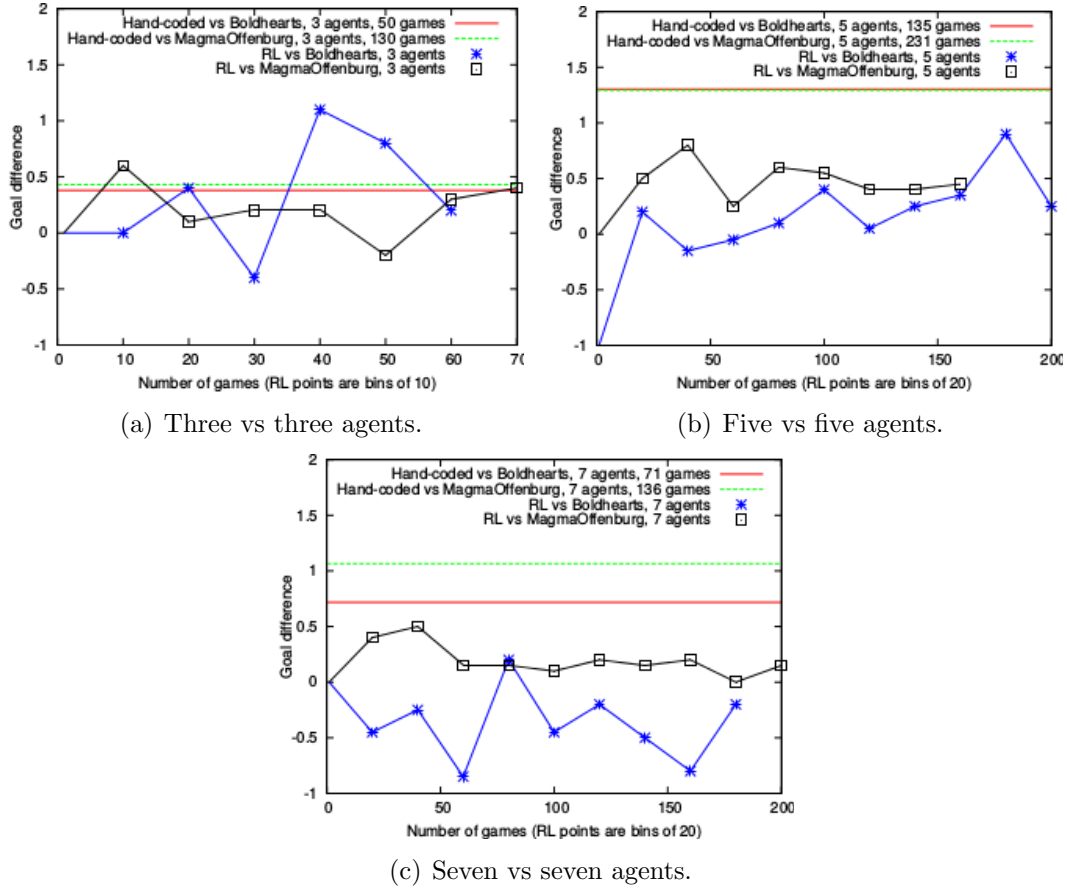 Hand-coded vs Boldhearts, 3 agents, 50 games
Hand-coded vs MagmaOffenburg, 3 agents, 130 games
RL vs Boldhearts, 3 agents
RL vs MagmaOffenburg, 3 agents
2
1.5
1
0.5
0
-0.5
-1
Goal difference
0 10 20 30 40 50 60 70
Number of games (RL points are bins of 10)
(a) Three vs three agents.
Hand-coded vs Boldhearts, 5 agents, 135 games
Hand-coded vs MagmaOffenburg, 5 agents, 231 games
RL vs Boldhearts, 5 agents
RL vs MagmaOffenburg, 5 agents
2
1.5
1
0.5
0
-0.5
-1
Goal difference
0 50 100 150 200
Number of games (RL points are bins of 20)
(b) Five vs five agents.
Hand-coded vs Boldhearts, 7 agents, 71 games
Hand-coded vs MagmaOffenburg, 7 agents, 136 games
RL vs Boldhearts, 7 agents
RL vs MagmaOffenburg, 7 agents
2
1.5
1
0.5
0
-0.5
-1
Goal difference
0 50 100 150 200
Number of games (RL points are bins of 20)
(c) Seven vs seven agents.